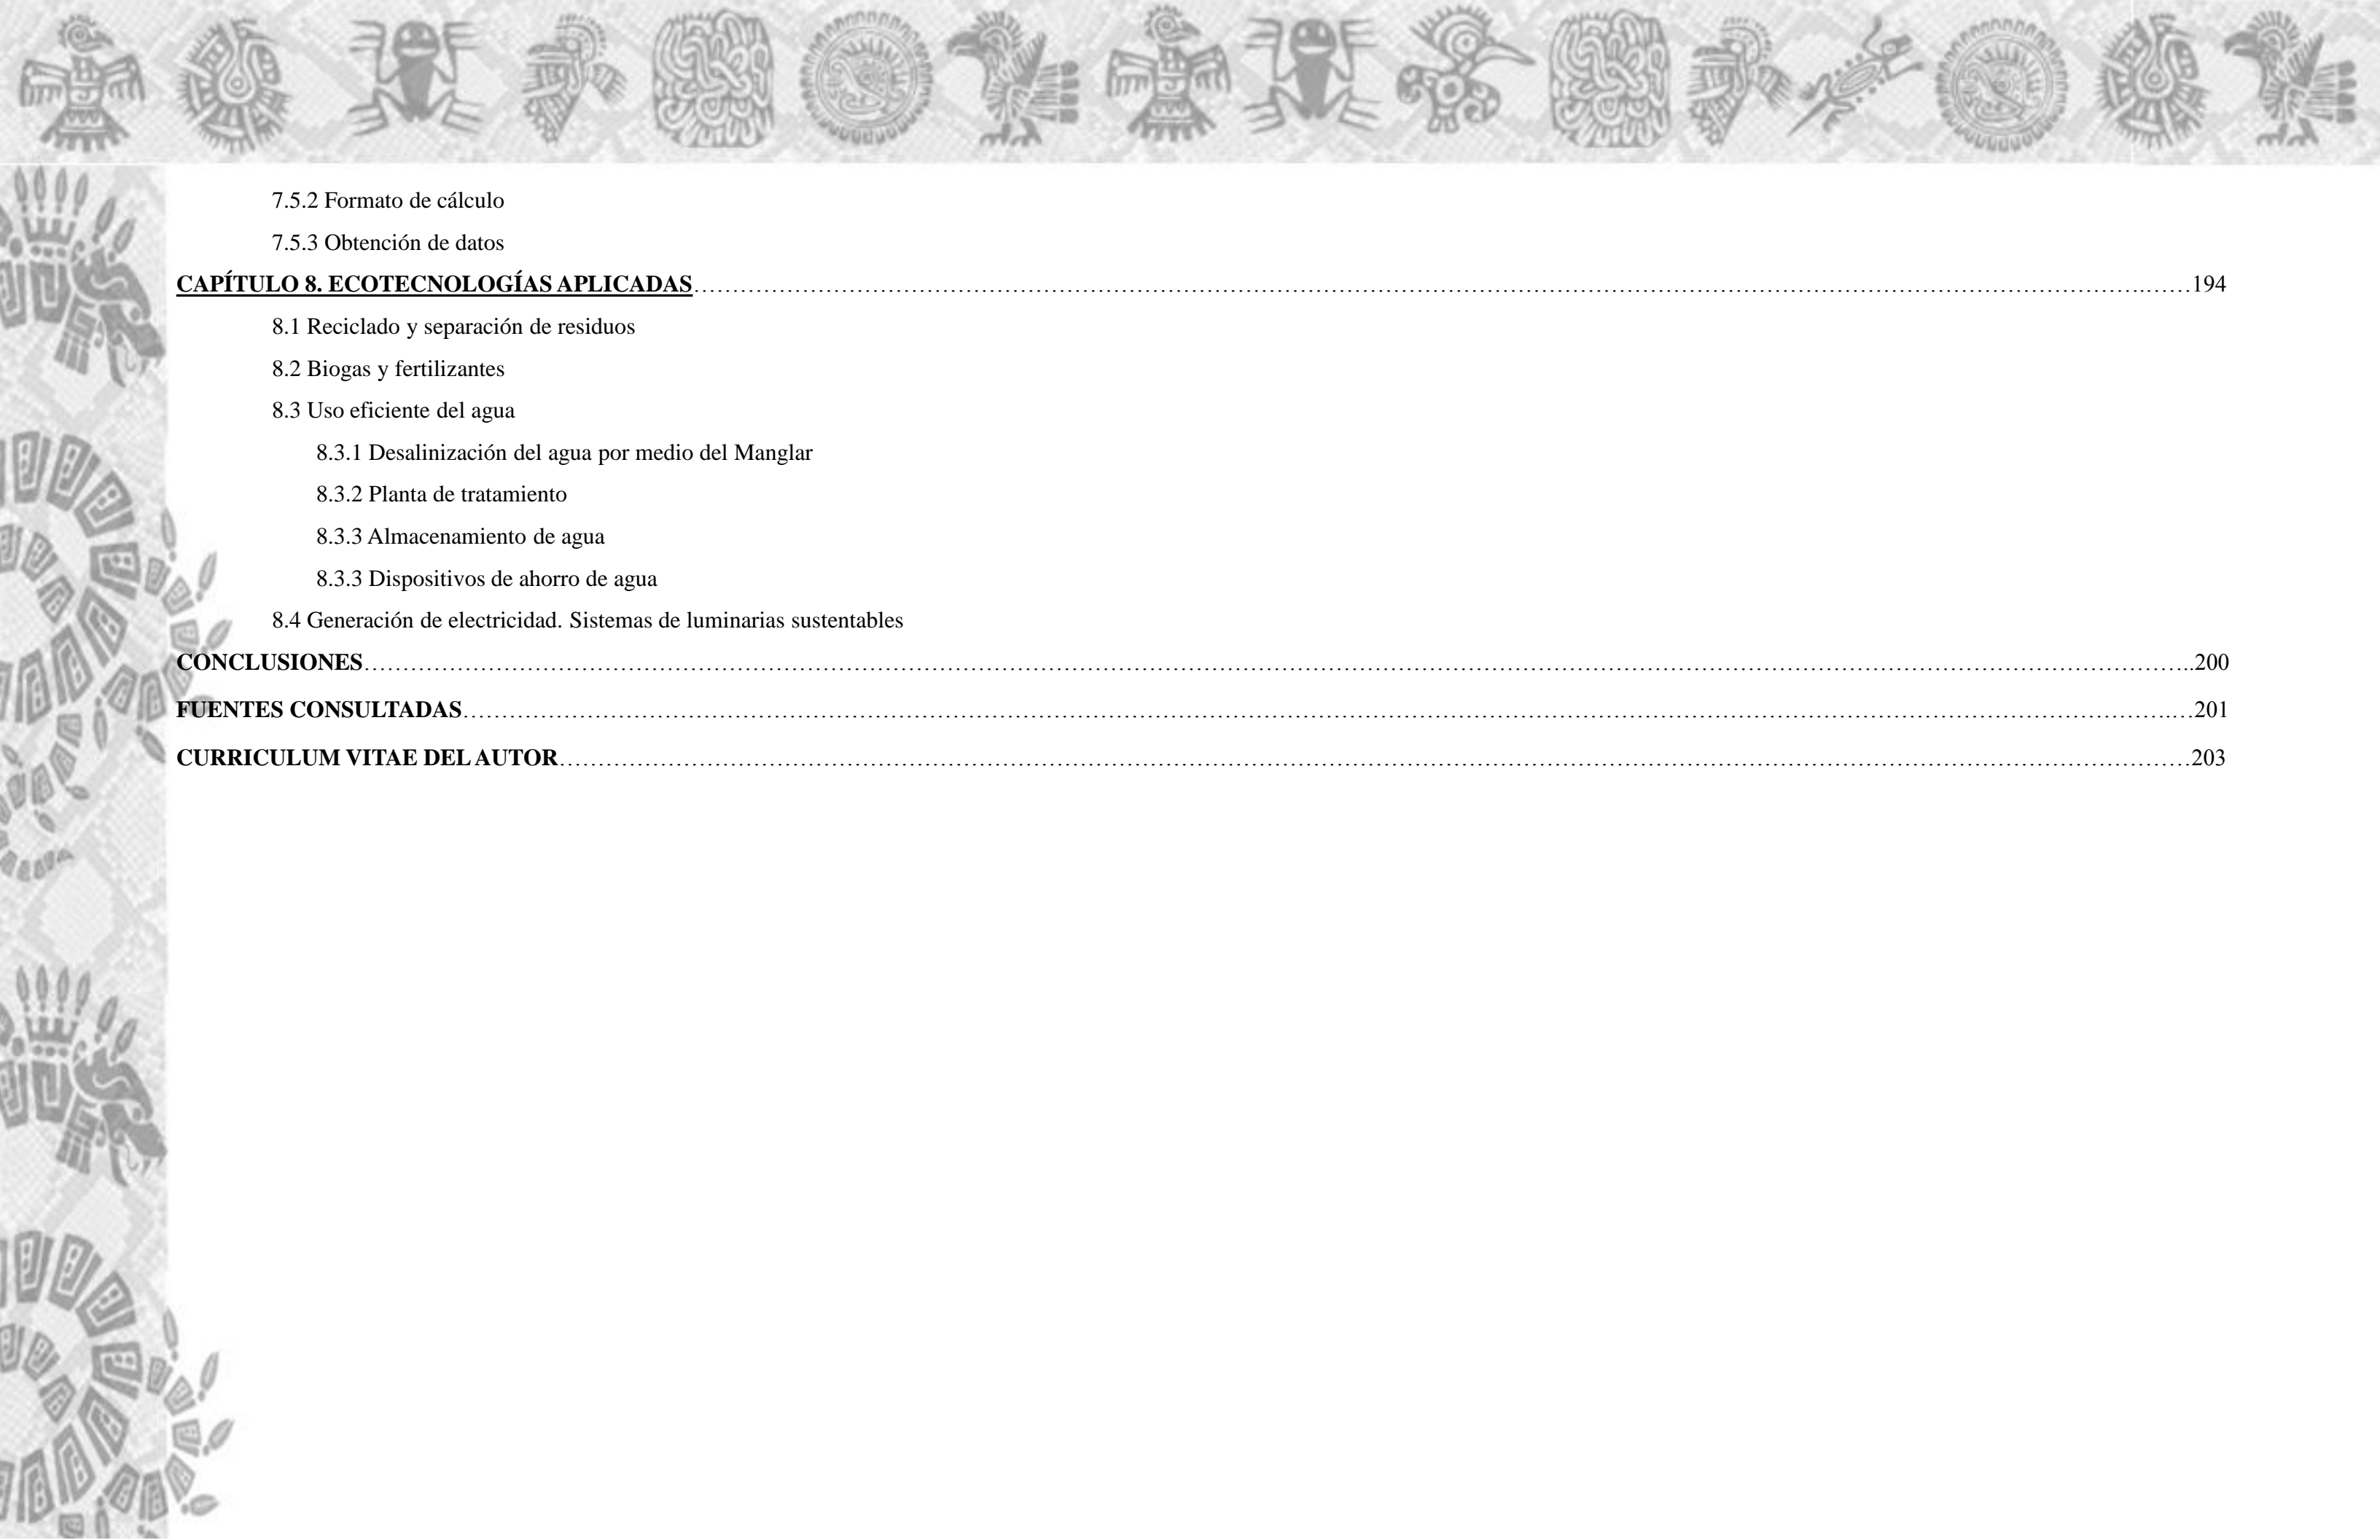 7.5.2 Formato de cálculo
7.5.3 Obtención de datos
CAPÍTULO 8. ECOTECNOLOGÍAS APLICADAS……………………………………………………………………………………………………………………………194
8.1 Reciclado y separación de residuos
8.2 Biogas y fertilizantes
8.3 Uso eficiente del agua
8.3.1 Desalinización del agua por medio del Manglar
8.3.2 Planta de tratamiento
8.3.3 Almacenamiento de agua
8.3.3 Dispositivos de ahorro de agua
8.4 Generación de electricidad. Sistemas de luminarias sustentables
CONCLUSIONES……………………………………………………………………………………………………………………………200
FUENTES CONSULTADAS……………………………………………………………………………………………………………………………201
CURRICULUM VITAE DEL AUTOR……………………………………………………………………………………………………………………………203